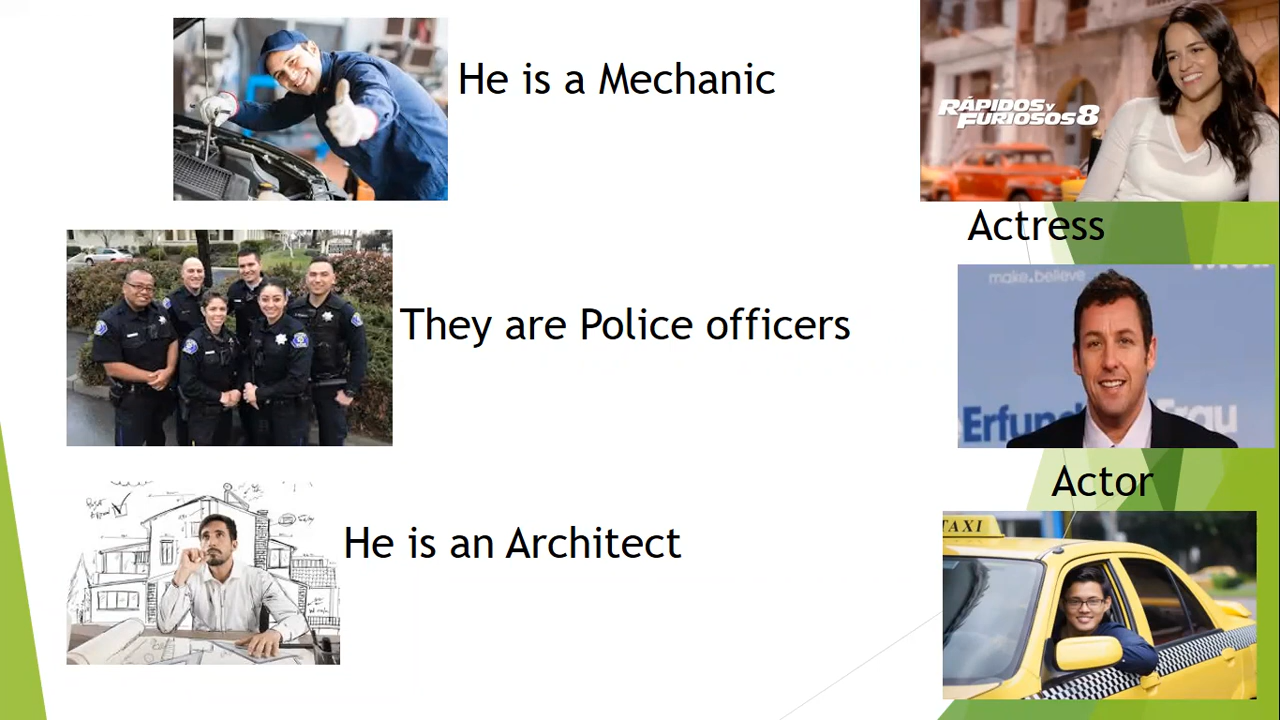 He is a Mechanic
RÁPIDOS Y
FURIOSOS 8
Actress
They are Police officers
make.believe
Erfund
Frau
Actor
He is an Architect
TAXI